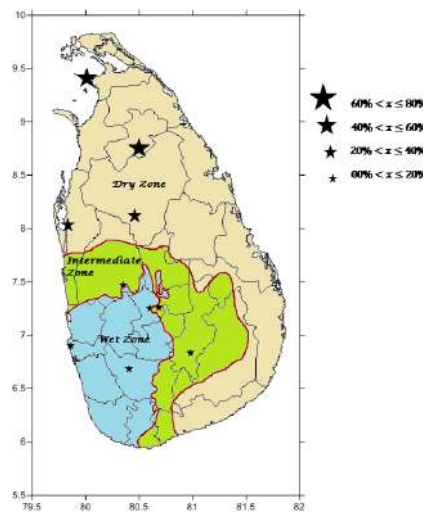 10
9.5
9
8.5
8
7.5
7
6.5
6
5.5
79.5 80 80.5 81 81.5 82
Dry Zone
Intermediate
Zone
Wet Zone
60% < x ≤ 80%
40% < x ≤ 60%
20% < x ≤ 40%
00% < x ≤ 20%